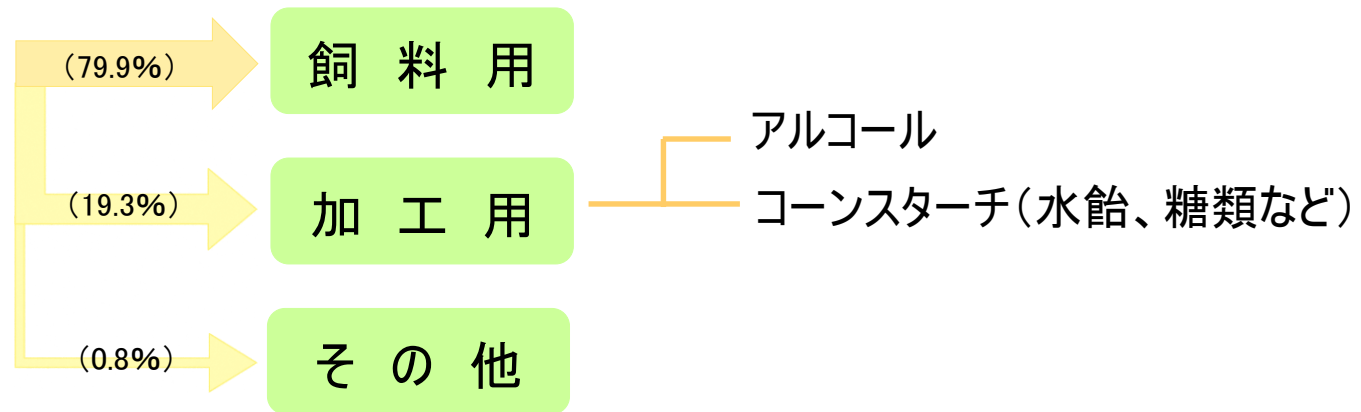 （79.9%） 飼 料 用
アルコール
（19.3%） 加 工 用 コーンスターチ（水飴、糖類など）
（0.8%） そ の 他